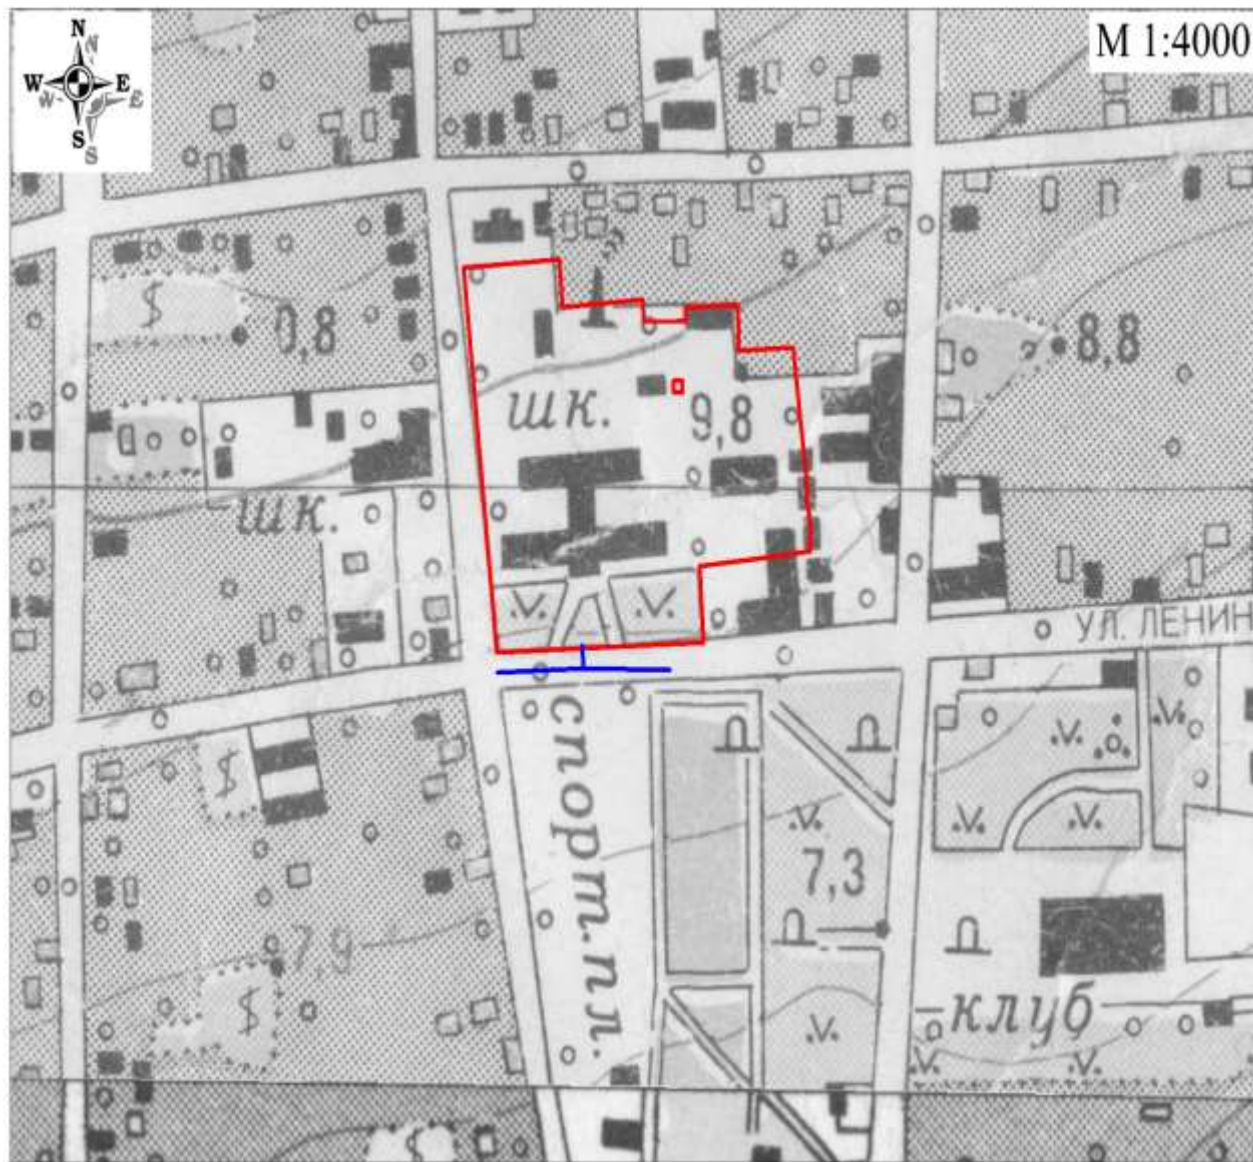 М 1:4000
N
N
W
W
E
E
S
S
0,8
8,8
шк.
9,8
шк.
УЛ. ЛЕНИН
спорт.пл.
7,3
7,9
клуб